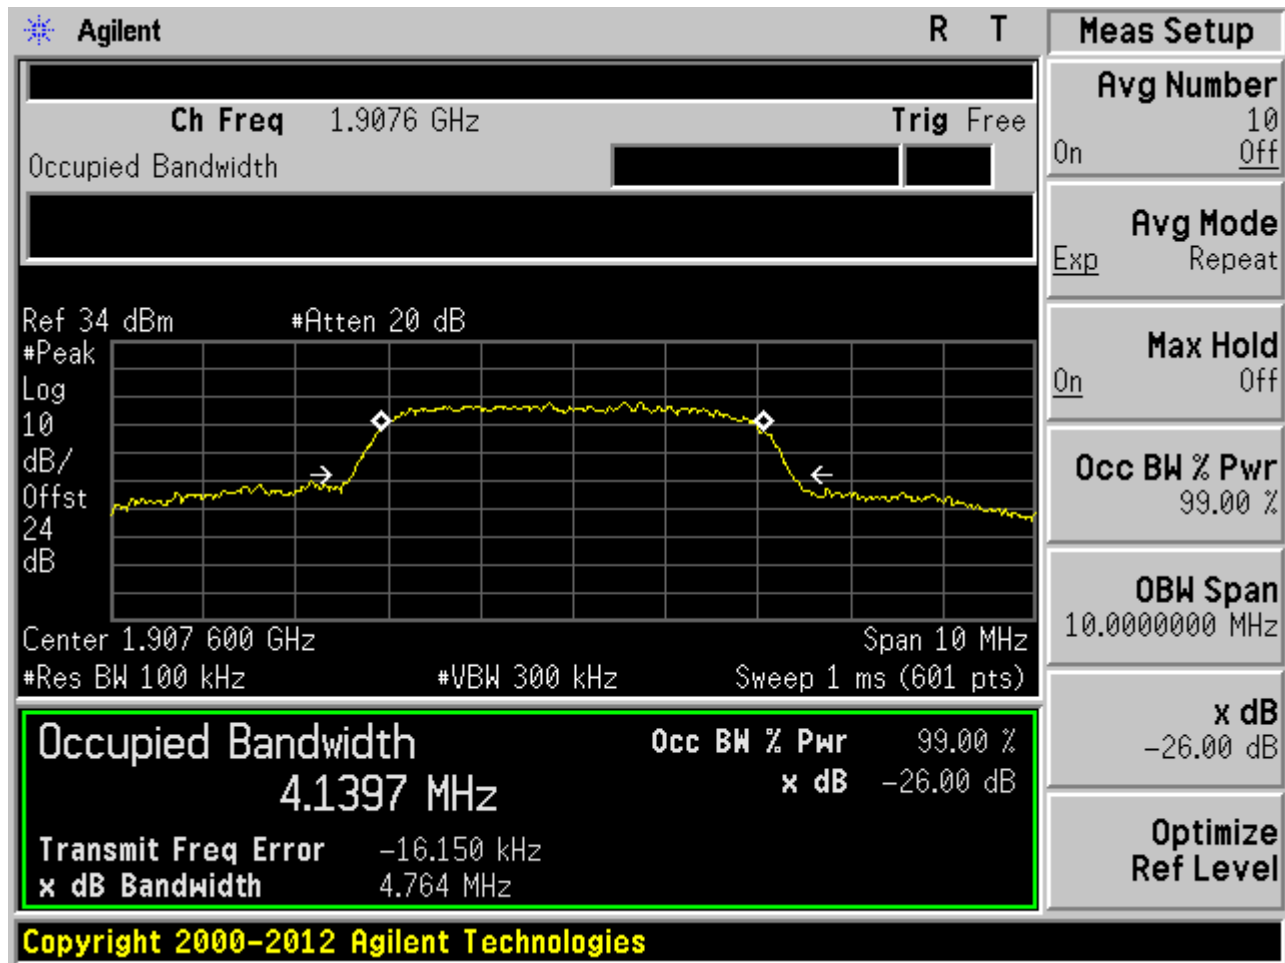 Agilent R T
Ch Freq 1.9076 GHz Trig Free
Occupied Bandwidth
Ref 34 dBm #Atten 20 dB
#Peak
Log
10
dB/
Offst
24
dB
Center 1.907 600 GHz Span 10 MHz
#Res BW 100 kHz #VBW 300 kHz Sweep 1 ms (601 pts)
Occupied Bandwidth Occ BW % Pwr 99.00 %
4.1397 MHz x dB -26.00 dB
Transmit Freq Error -16.150 kHz
x dB Bandwidth 4.764 MHz
Copyright 2000-2012 Agilent Technologies
Meas Setup
Avg Number
10
On Off
Avg Mode
Exp Repeat
Max Hold
On Off
Occ BW % Pwr
99.00 %
OBW Span
10.0000000 MHz
x dB
-26.00 dB
Optimize
Ref Level